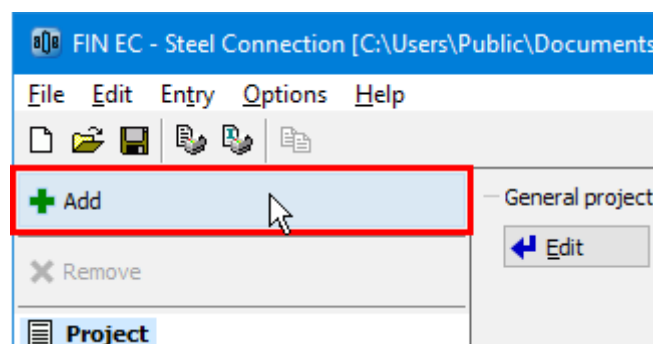 FIN EC - Steel Connection [C:\Users\Public\Documents
File Edit Entry Options Help
Add
General project
Edit
Remove
Project